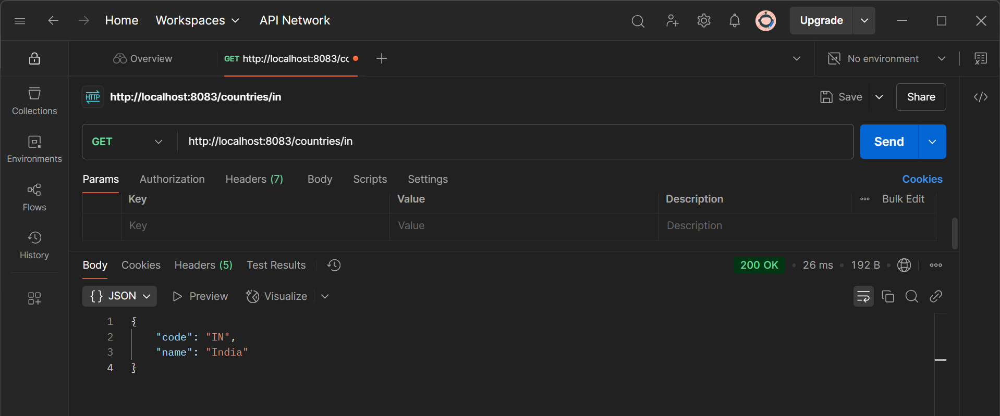 Home Workspaces API Network Upgrade
Overview GET http://localhost:8083/cc No environment
HTTP http://localhost:8083/countries/in Save Share
Collections
GET http://localhost:8083/countries/in Send
Environments
Params Authorization Headers (7) Body Scripts Settings Cookies
Key Value Description Bulk Edit
Flows
Key Value Description
History
Body Cookies Headers (5) Test Results 200 OK • 26 ms • 192 B •
{ } JSON Preview Visualize
1 {
2 "code": "IN",
3 "name": "India"
4 }